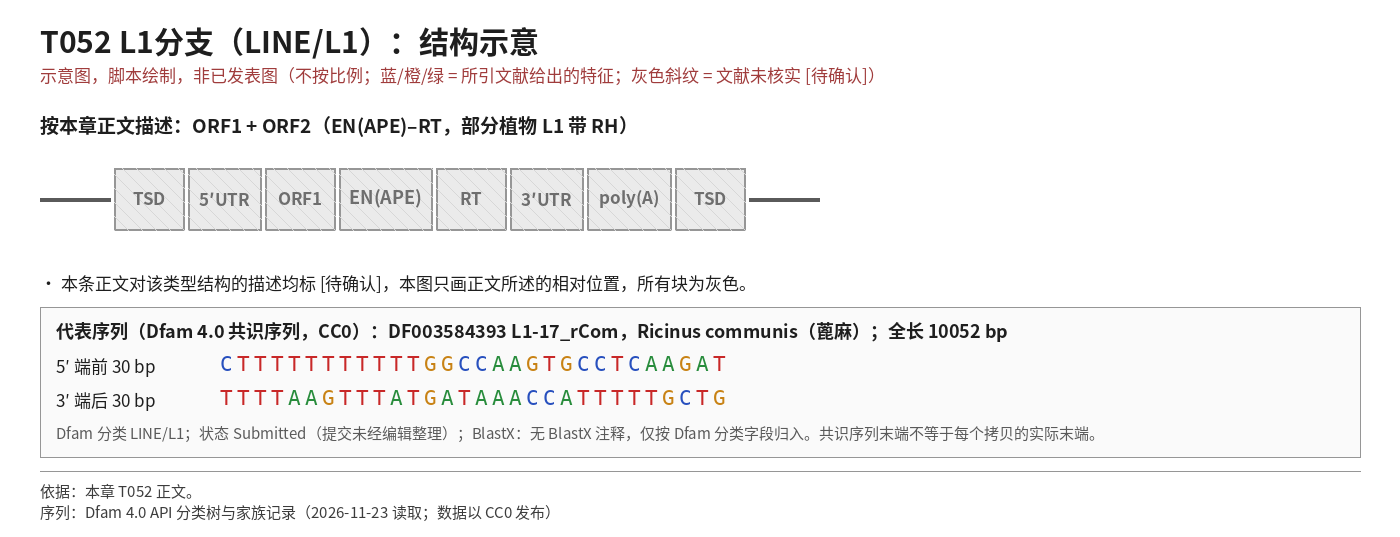 T052 L1分支（LINE/L1）：结构示意
示意图，脚本绘制，非已发表图（不按比例；蓝/橙/绿 = 所引文献给出的特征；灰色斜纹 = 文献未核实 [待确认]）
按本章正文描述：ORF1 + ORF2（EN(APE)–RT，部分植物 L1 带 RH）
TSD 5′UTR ORF1 EN(APE) RT 3′UTR poly(A) TSD
· 本条正文对该类型结构的描述均标 [待确认]，本图只画正文所述的相对位置，所有块为灰色。
代表序列（Dfam 4.0 共识序列，CC0）：DF003584393 L1-17_rCom，Ricinus communis（蓖麻）；全长 10052 bp
5′ 端前 30 bp CTTTTTTTTTTTGGCCAAGTGCCTCAAGAT
3′ 端后 30 bp TTTTAAGTTTATGATAAACCATTTTTGCTG
Dfam 分类 LINE/L1；状态 Submitted（提交未经编辑整理）；BlastX：无 BlastX 注释，仅按 Dfam 分类字段归入。共识序列末端不等于每个拷贝的实际末端。
依据：本章 T052 正文。
序列：Dfam 4.0 API 分类树与家族记录（2026-11-23 读取；数据以 CC0 发布）